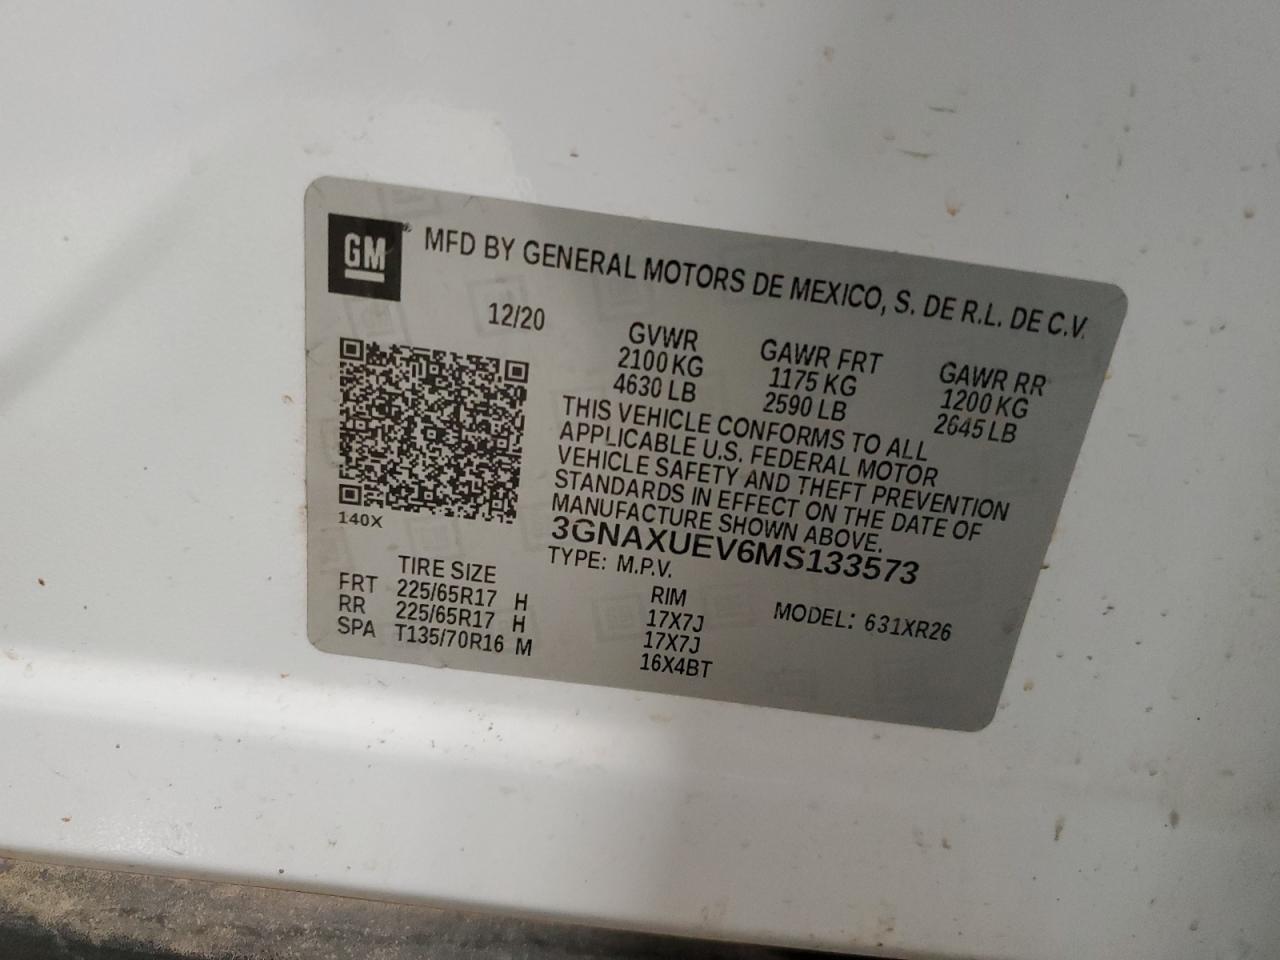 GM ® MFD BY GENERAL MOTORS DE MEXICO, S. DE R.L. DE C.V.
12/20
GVWR GAWR FRT GAWR RR
2100 KG 1175 KG 1200 KG
4630 LB 2590 LB 2645 LB
THIS VEHICLE CONFORMS TO ALL
APPLICABLE U.S. FEDERAL MOTOR
VEHICLE SAFETY AND THEFT PREVENTION
STANDARDS IN EFFECT ON THE DATE OF
MANUFACTURE SHOWN ABOVE.
140X
3GNAXUEV6MS133573
TYPE: M.P.V. MODEL: 631XR26
TIRE SIZE RIM
FRT 225/65R17 H 17X7J
RR 225/65R17 H 17X7J
SPA T135/70R16 M 16X4BT